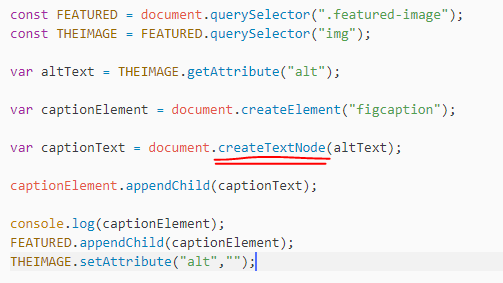 const FEATURED = document.querySelector(".featured-image");
const THEIMAGE = FEATURED.querySelector("img");
var altText = THEIMAGE.getAttribute("alt");
var captionElement = document.createElement("figcaption");
var captionText = document.createTextNode(altText);
captionElement.appendChild(captionText);
console.log(captionElement);
FEATURED.appendChild(captionElement);
THEIMAGE.setAttribute("alt","");